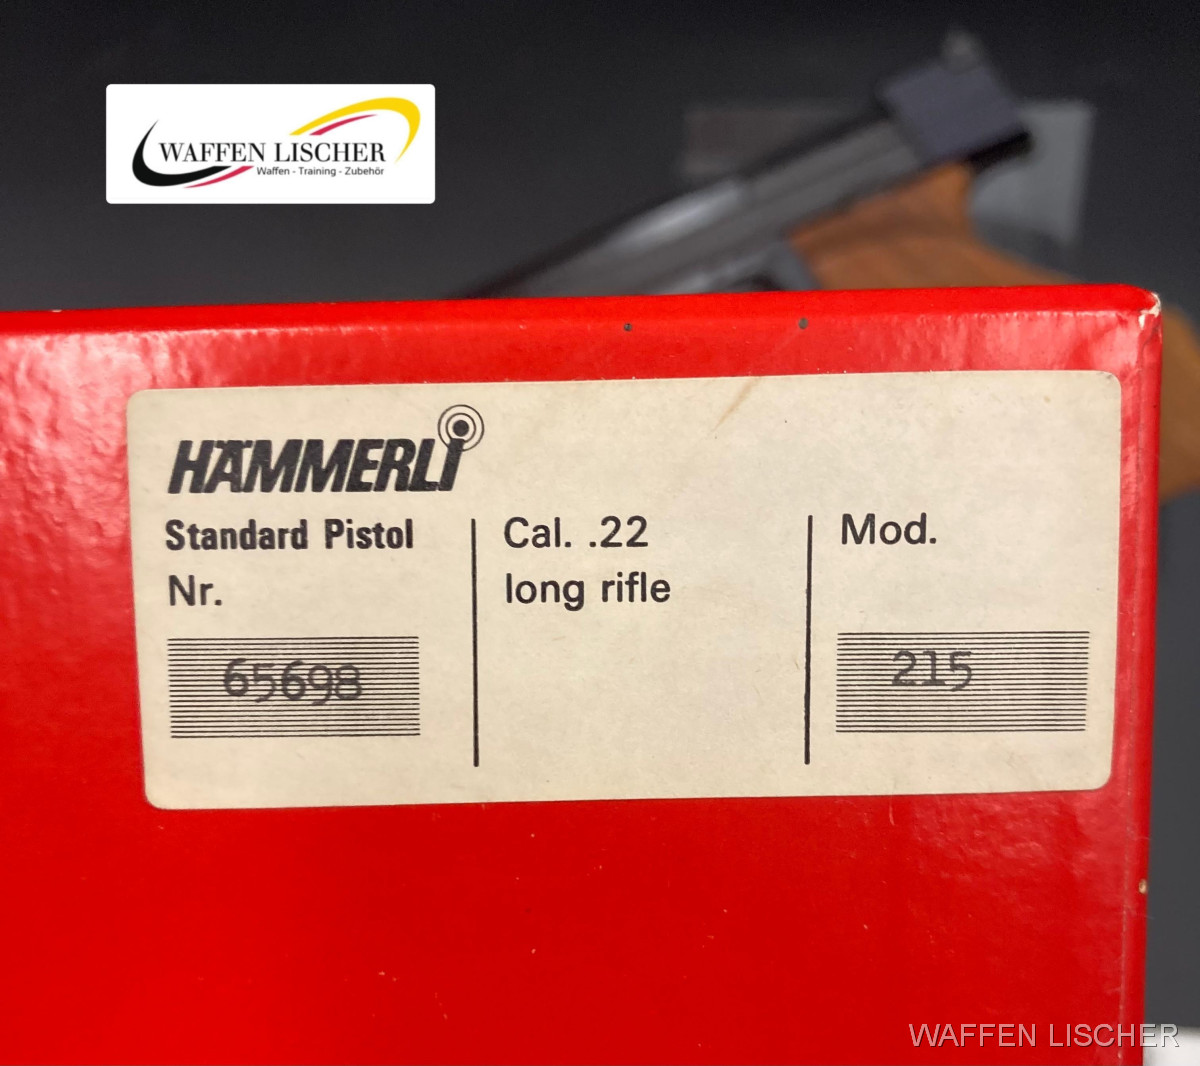 WAFFEN LISCHER
Waffen - Training - Zubehör
HÄMMERLi
Standard Pistol
Nr.
65698
Cal. .22
long rifle
Mod.
215
WAFFEN LISCHER